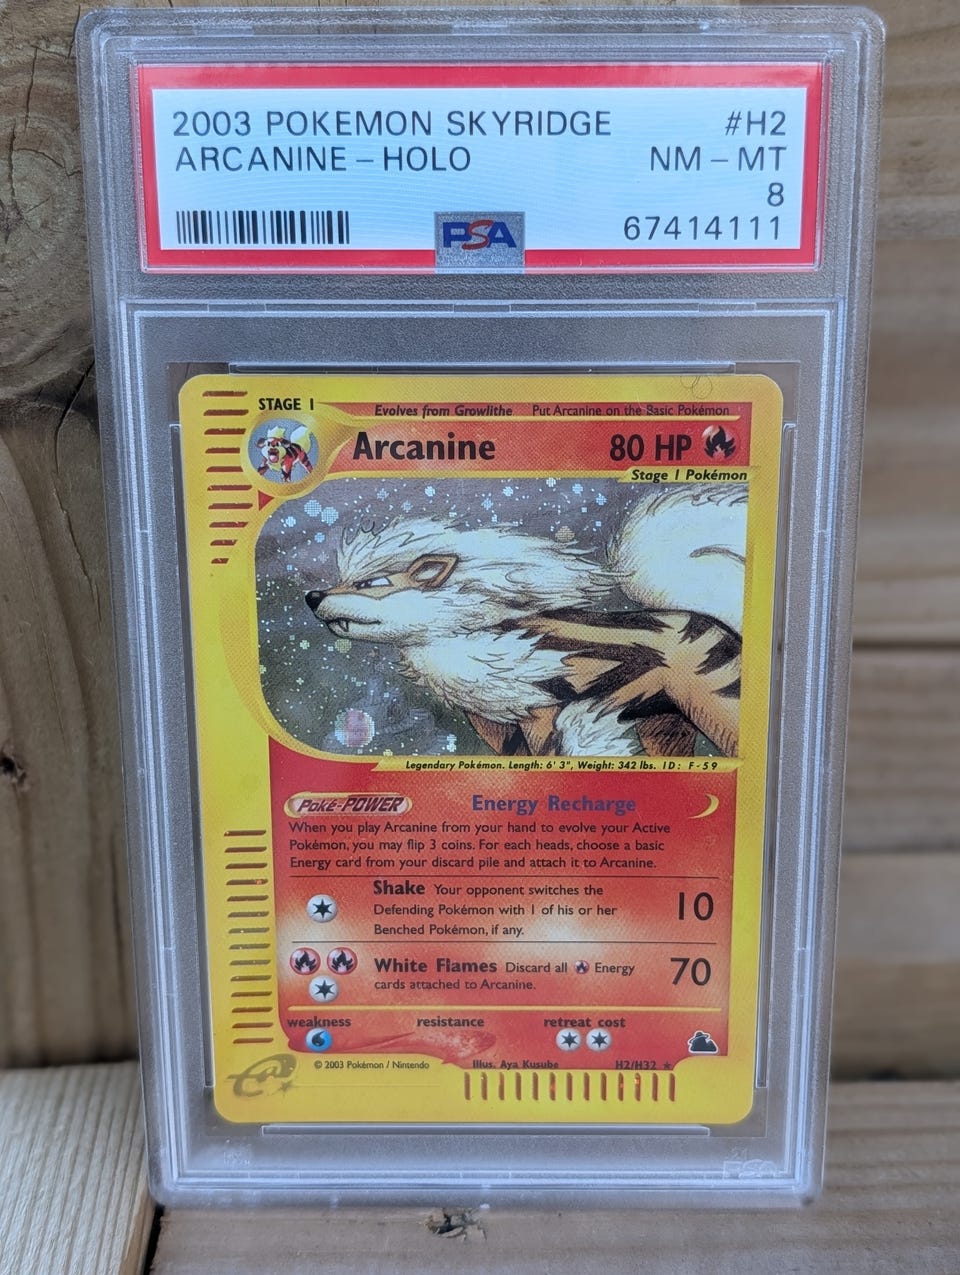 2003 POKEMON SKYRIDGE #H2
ARCANINE - HOLO NM - MT
8
PSA 67414111
STAGE 1 Evolves from Growlithe Put Arcanine on the Basic Pokémon
Arcanine 80 HP
Stage 1 Pokémon
Legendary Pokémon. Length: 6' 3", Weight: 342 lbs. ID: F-59
Poké-POWER Energy Recharge
When you play Arcanine from your hand to evolve your Active
Pokémon, you may flip 3 coins. For each heads, choose a basic
Energy card from your discard pile and attach it to Arcanine.
Shake Your opponent switches the
Defending Pokémon with 1 of his or her 10
Benched Pokémon, if any.
White Flames Discard all Energy 70
cards attached to Arcanine.
weakness resistance retreat cost
© 2003 Pokémon / Nintendo Illus. Aya Kusube H2/H32 ★
e